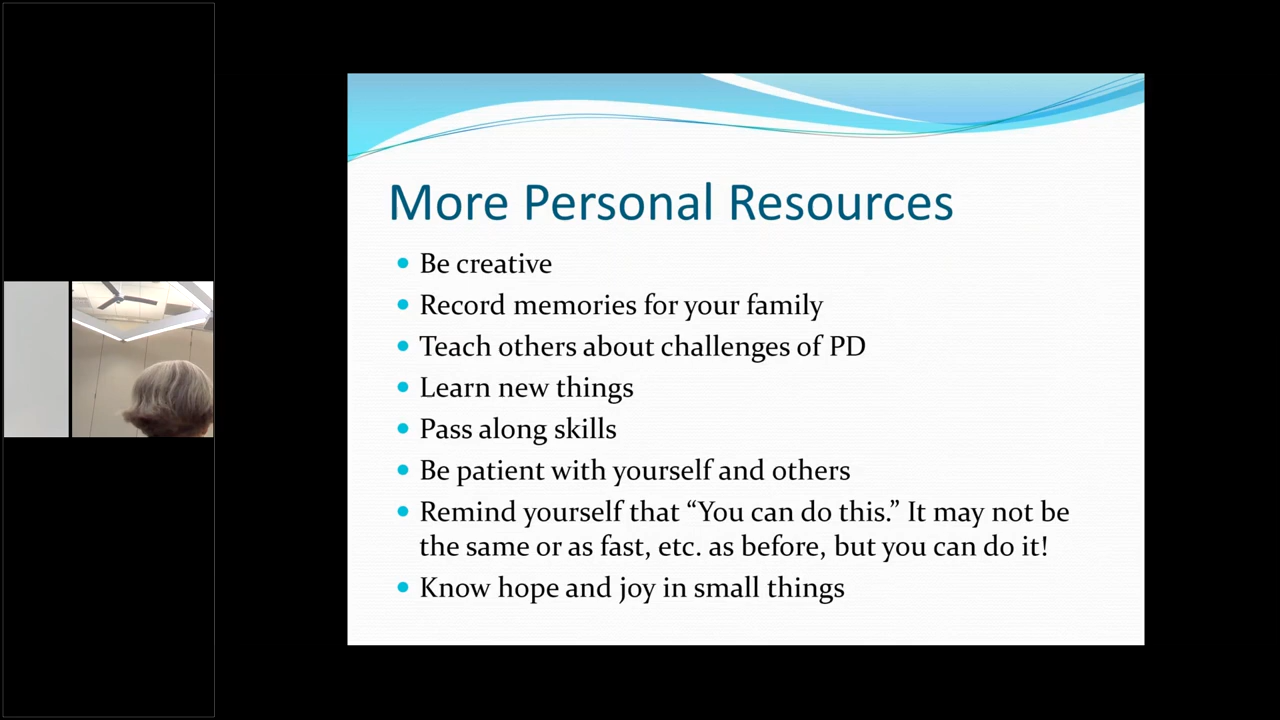 More Personal Resources
• Be creative
• Record memories for your family
• Teach others about challenges of PD
• Learn new things
• Pass along skills
• Be patient with yourself and others
• Remind yourself that “You can do this.” It may not be
the same or as fast, etc. as before, but you can do it!
• Know hope and joy in small things